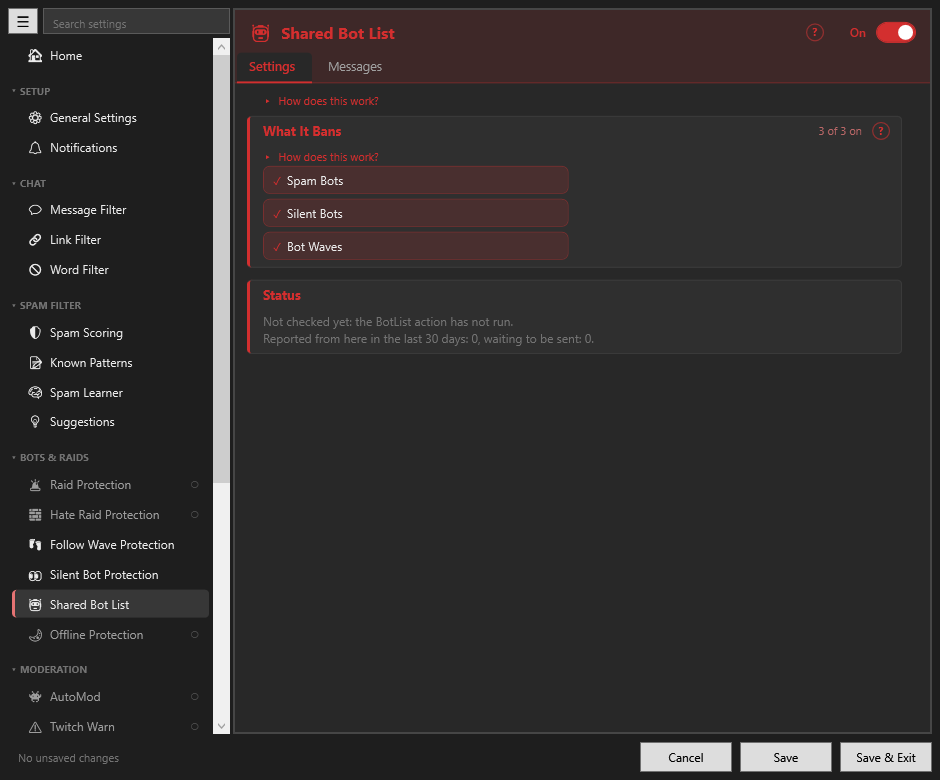 ☰ Search settings
Home
SETUP
General Settings
Notifications
CHAT
Message Filter
Link Filter
Word Filter
SPAM FILTER
Spam Scoring
Known Patterns
Spam Learner
Suggestions
BOTS & RAIDS
Raid Protection
Hate Raid Protection
Follow Wave Protection
Silent Bot Protection
Shared Bot List
Offline Protection
MODERATION
AutoMod
Twitch Warn
No unsaved changes
Shared Bot List ? On
Settings Messages
How does this work?
What It Bans 3 of 3 on ?
How does this work?
✓ Spam Bots
✓ Silent Bots
✓ Bot Waves
Status
Not checked yet: the BotList action has not run.
Reported from here in the last 30 days: 0, waiting to be sent: 0.
Cancel Save Save & Exit